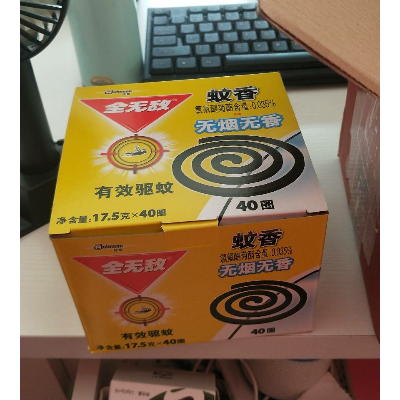 Johnson
全无敌
蚊香
无烟无香
有效驱蚊
净含量:17.5克×40圈
40圈
全无敌
蚊香
无烟无香
有效驱蚊
净含量:17.5克×40圈
40圈